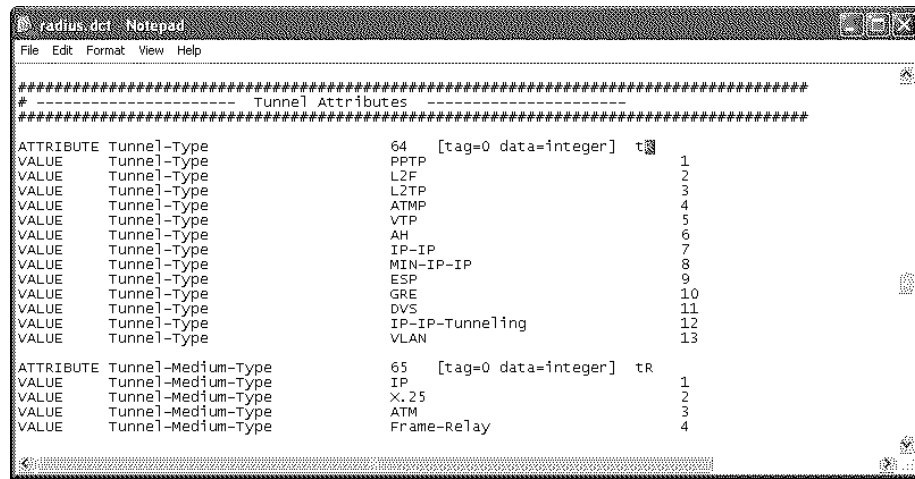 radius.dct - Notepad
File Edit Format View Help
################################################################################
# ---------------------- Tunnel Attributes ----------------------
################################################################################
ATTRIBUTE Tunnel-Type 64 [tag=0 data=integer] tR
VALUE Tunnel-Type PPTP 1
VALUE Tunnel-Type L2F 2
VALUE Tunnel-Type L2TP 3
VALUE Tunnel-Type ATMP 4
VALUE Tunnel-Type VTP 5
VALUE Tunnel-Type AH 6
VALUE Tunnel-Type IP-IP 7
VALUE Tunnel-Type MIN-IP-IP 8
VALUE Tunnel-Type ESP 9
VALUE Tunnel-Type GRE 10
VALUE Tunnel-Type DVS 11
VALUE Tunnel-Type IP-IP-Tunneling 12
VALUE Tunnel-Type VLAN 13
ATTRIBUTE Tunnel-Medium-Type 65 [tag=0 data=integer] tR
VALUE Tunnel-Medium-Type IP 1
VALUE Tunnel-Medium-Type X.25 2
VALUE Tunnel-Medium-Type ATM 3
VALUE Tunnel-Medium-Type Frame-Relay 4